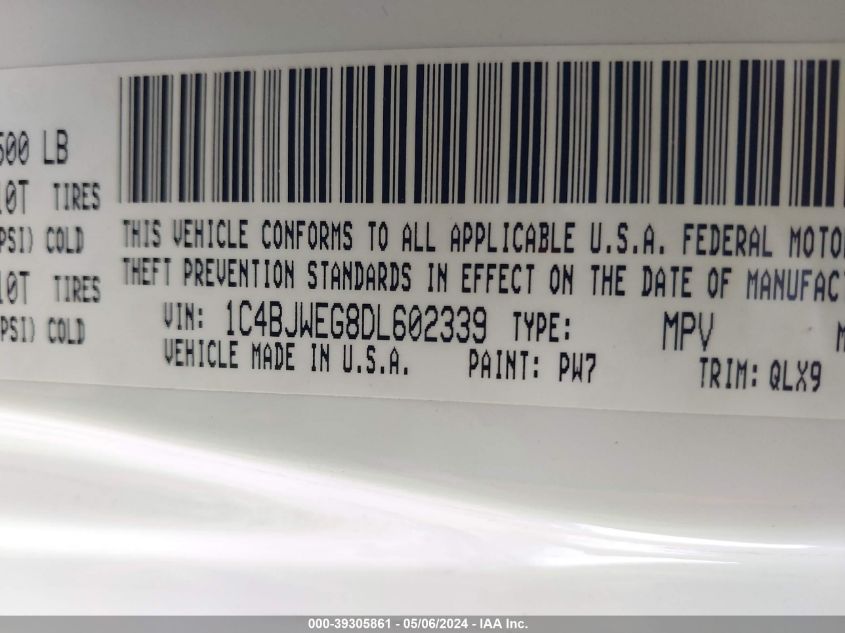 500 LB
10T TIRES
PSI) COLD
10T TIRES
PSI) COLD
THIS VEHICLE CONFORMS TO ALL APPLICABLE U.S.A. FEDERAL MOTO
THEFT PREVENTION STANDARDS IN EFFECT ON THE DATE OF MANUFACT
VIN: 1C4BJWEG8DL602339 TYPE: MPV M
VEHICLE MADE IN U.S.A. PAINT: PW7 TRIM: QLX9
000-39305861 - 05/06/2024 - IAA Inc.